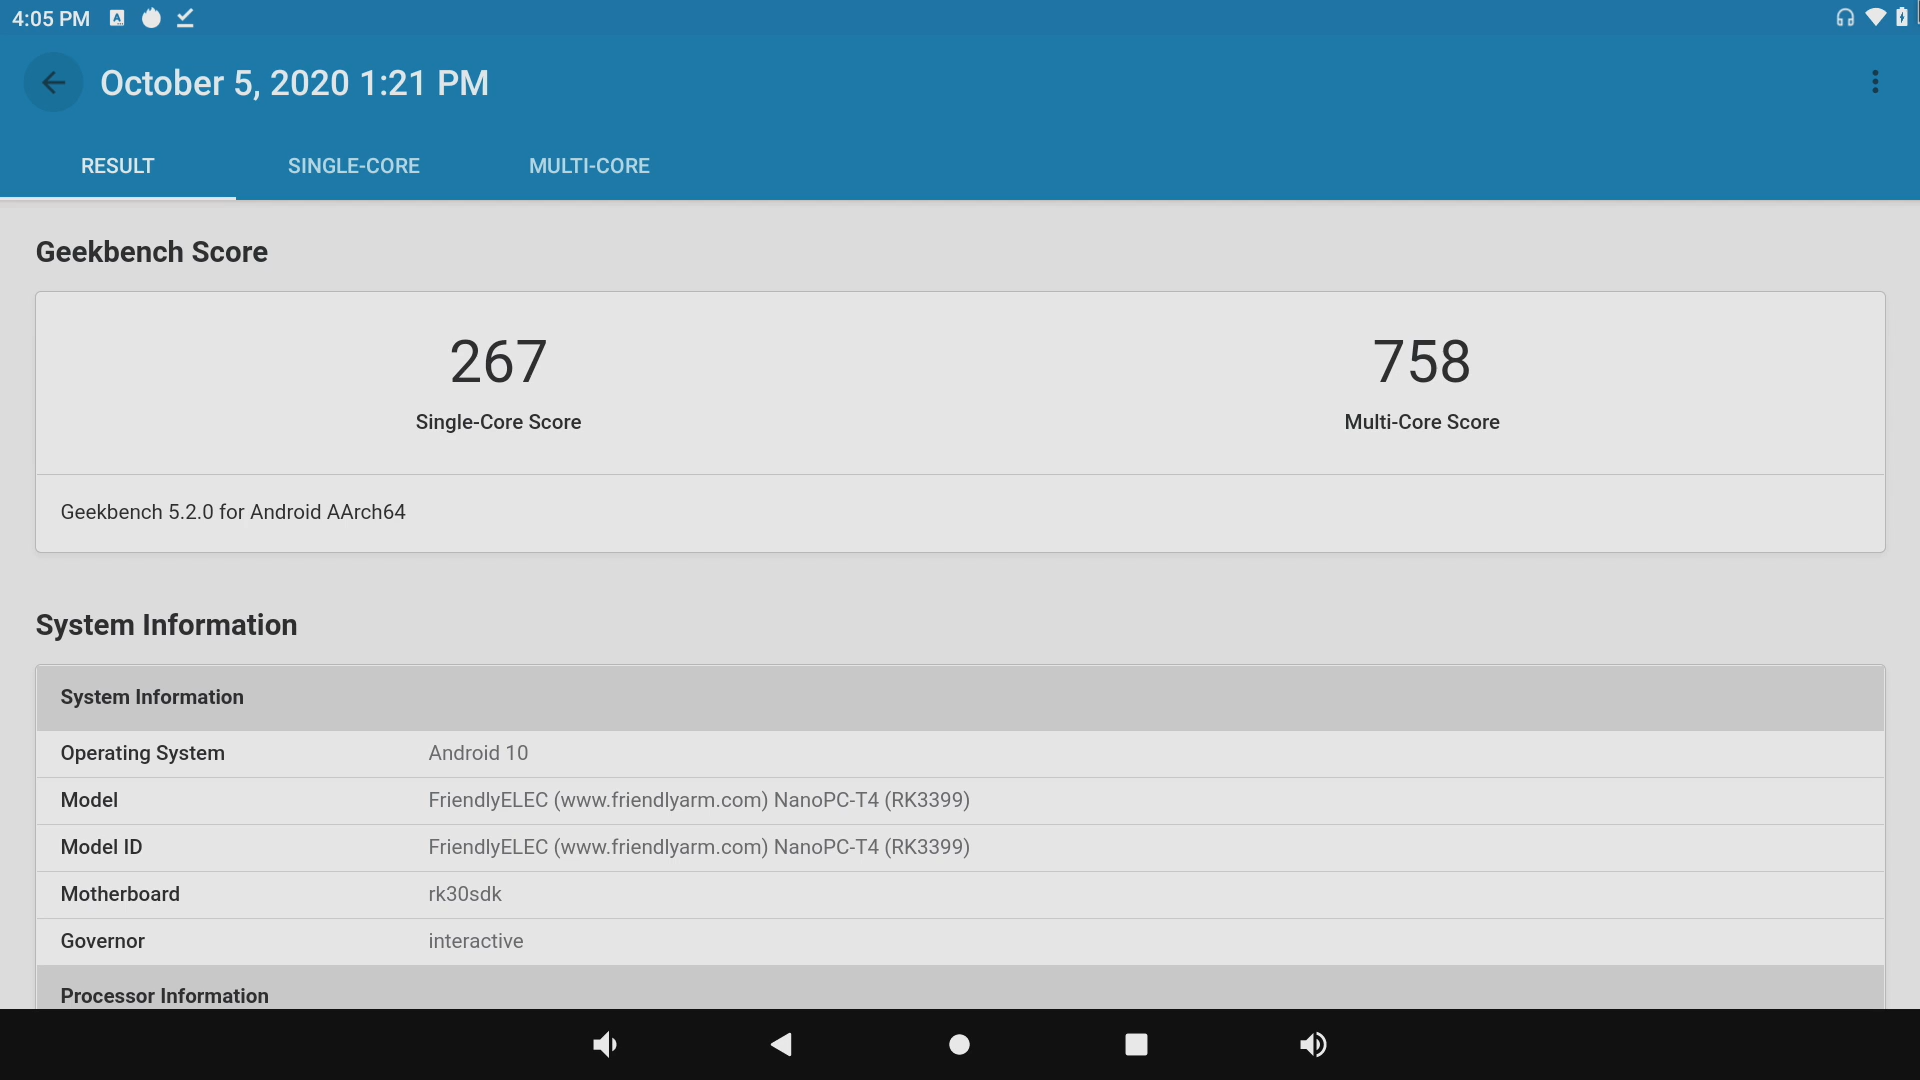 4:05 PM
October 5, 2020 1:21 PM
RESULT SINGLE-CORE MULTI-CORE
Geekbench Score
267 758
Single-Core Score Multi-Core Score
Geekbench 5.2.0 for Android AArch64
System Information
System Information
Operating System Android 10
Model FriendlyELEC (www.friendlyarm.com) NanoPC-T4 (RK3399)
Model ID FriendlyELEC (www.friendlyarm.com) NanoPC-T4 (RK3399)
Motherboard rk30sdk
Governor interactive
Processor Information